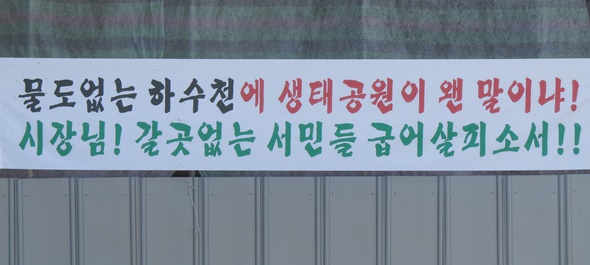 물도없는 하수천에 생태공원이 왠 말이냐!
시장님! 갈곳없는 서민들 굽어살피소서!!